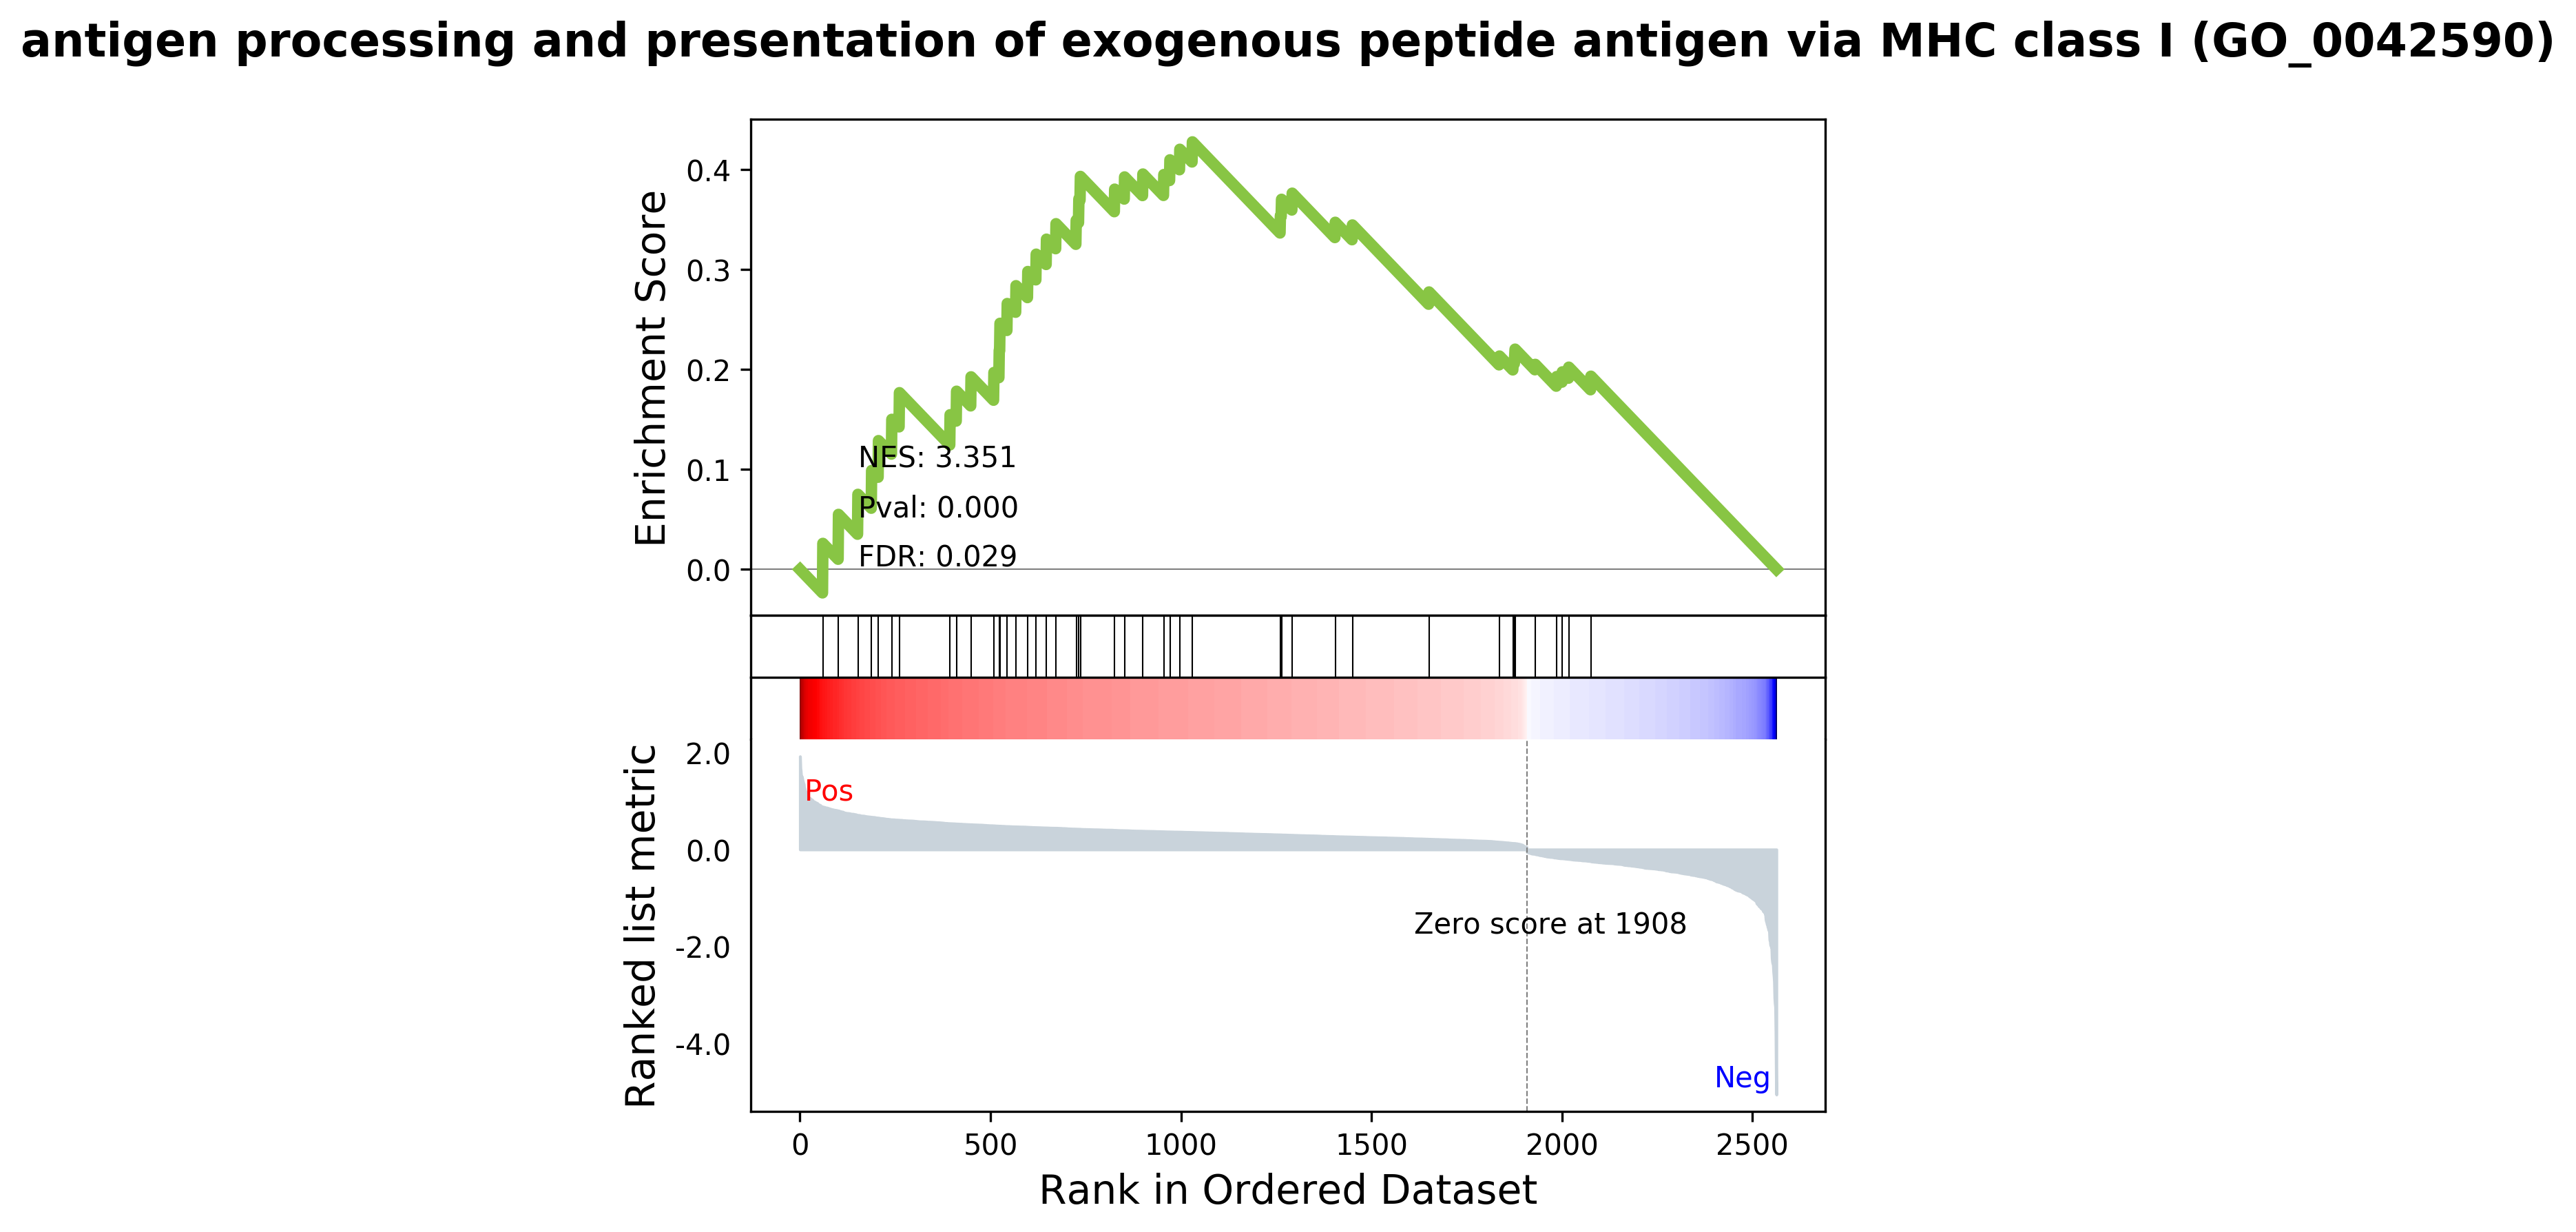 antigen processing and presentation of exogenous peptide antigen via MHC class I (GO_0042590)
Enrichment Score
0.4
0.3
0.2
0.1
0.0
NES: 3.351
Pval: 0.000
FDR: 0.029
Ranked list metric
2.0
0.0
-2.0
-4.0
Pos
Zero score at 1908
Neg
0 500 1000 1500 2000 2500
Rank in Ordered Dataset